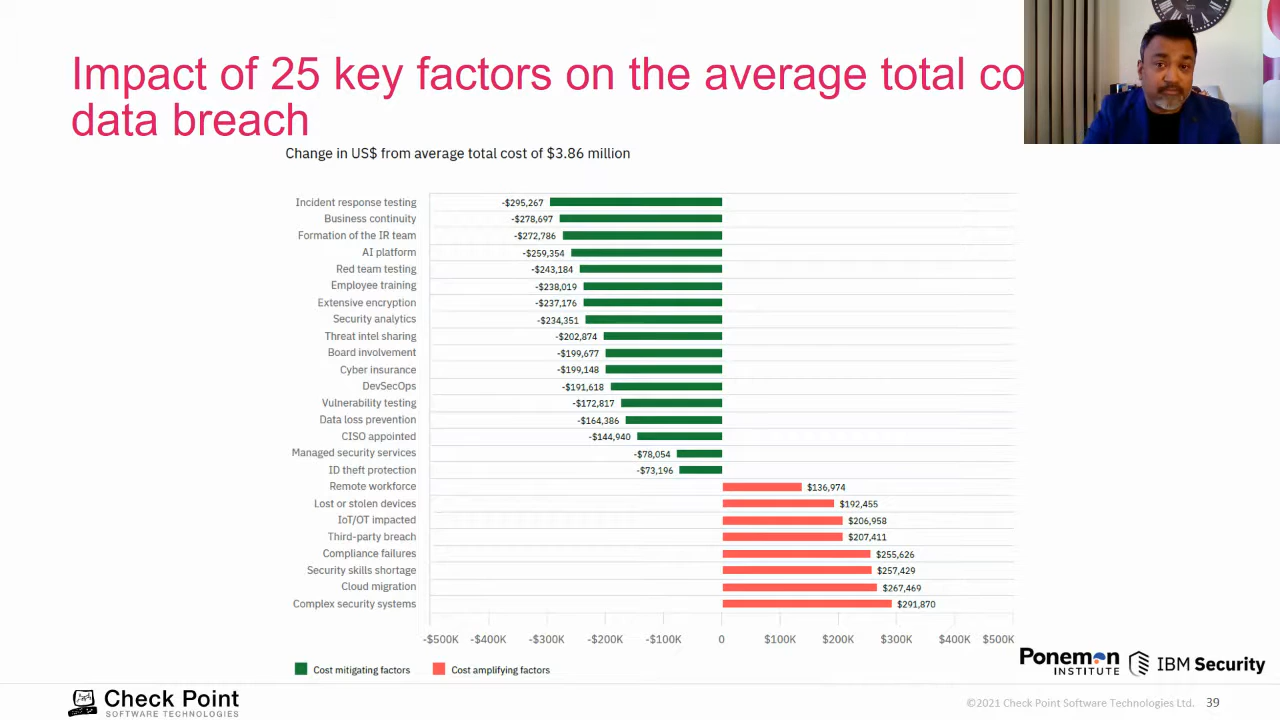 Impact of 25 key factors on the average total co
data breach
Change in US$ from average total cost of $3.86 million
Incident response testing -$295,267
Business continuity -$278,697
Formation of the IR team -$272,786
AI platform -$259,354
Red team testing -$243,184
Employee training -$238,019
Extensive encryption -$237,176
Security analytics -$234,351
Threat intel sharing -$202,874
Board involvement -$199,677
Cyber insurance -$199,148
DevSecOps -$191,618
Vulnerability testing -$172,817
Data loss prevention -$164,386
CISO appointed -$144,940
Managed security services -$78,054
ID theft protection -$73,196
Remote workforce $136,974
Lost or stolen devices $192,455
IoT/OT impacted $206,958
Third-party breach $207,411
Compliance failures $255,626
Security skills shortage $257,429
Cloud migration $267,469
Complex security systems $291,870
-$500K -$400K -$300K -$200K -$100K 0 $100K $200K $300K $400K $500K
Cost mitigating factors Cost amplifying factors
Ponemon
INSTITUTE
IBM Security
Check Point
SOFTWARE TECHNOLOGIES
©2021 Check Point Software Technologies Ltd. 39